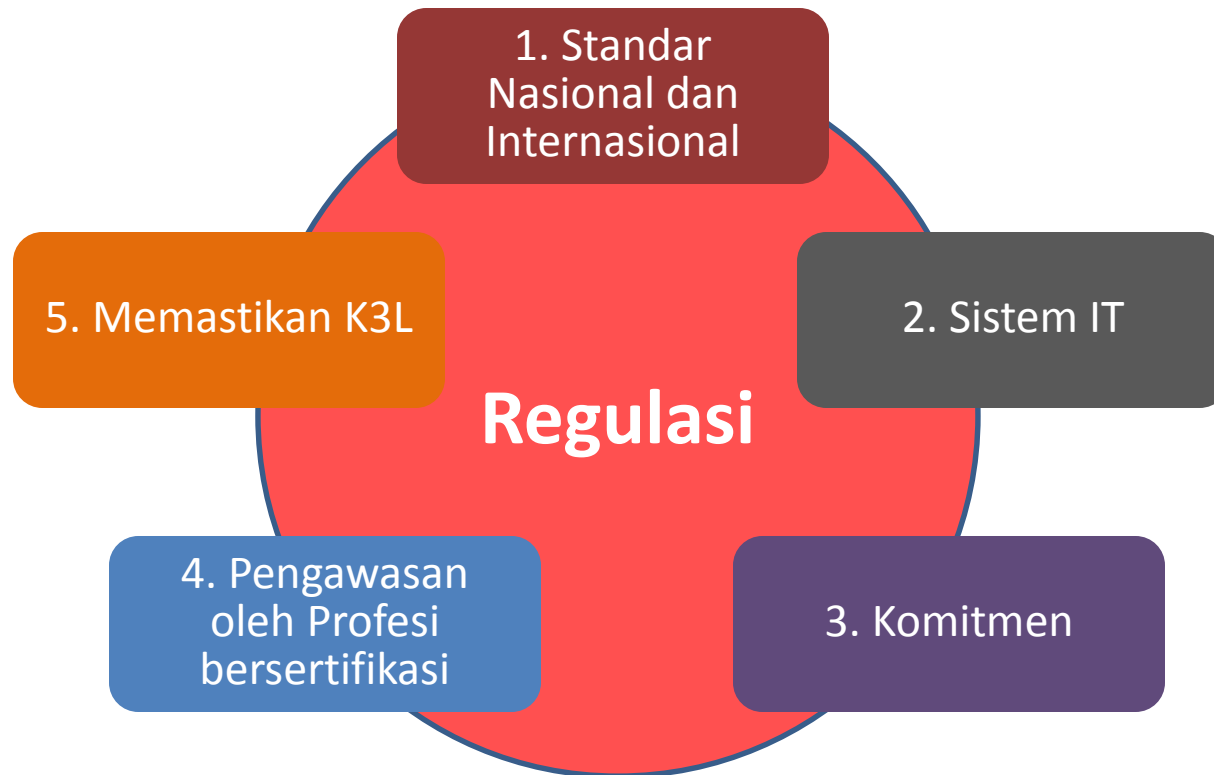 1. Standar
Nasional dan
Internasional
2. Sistem IT
3. Komitmen
4. Pengawasan
oleh Profesi
bersertifikasi
5. Memastikan K3L
Regulasi